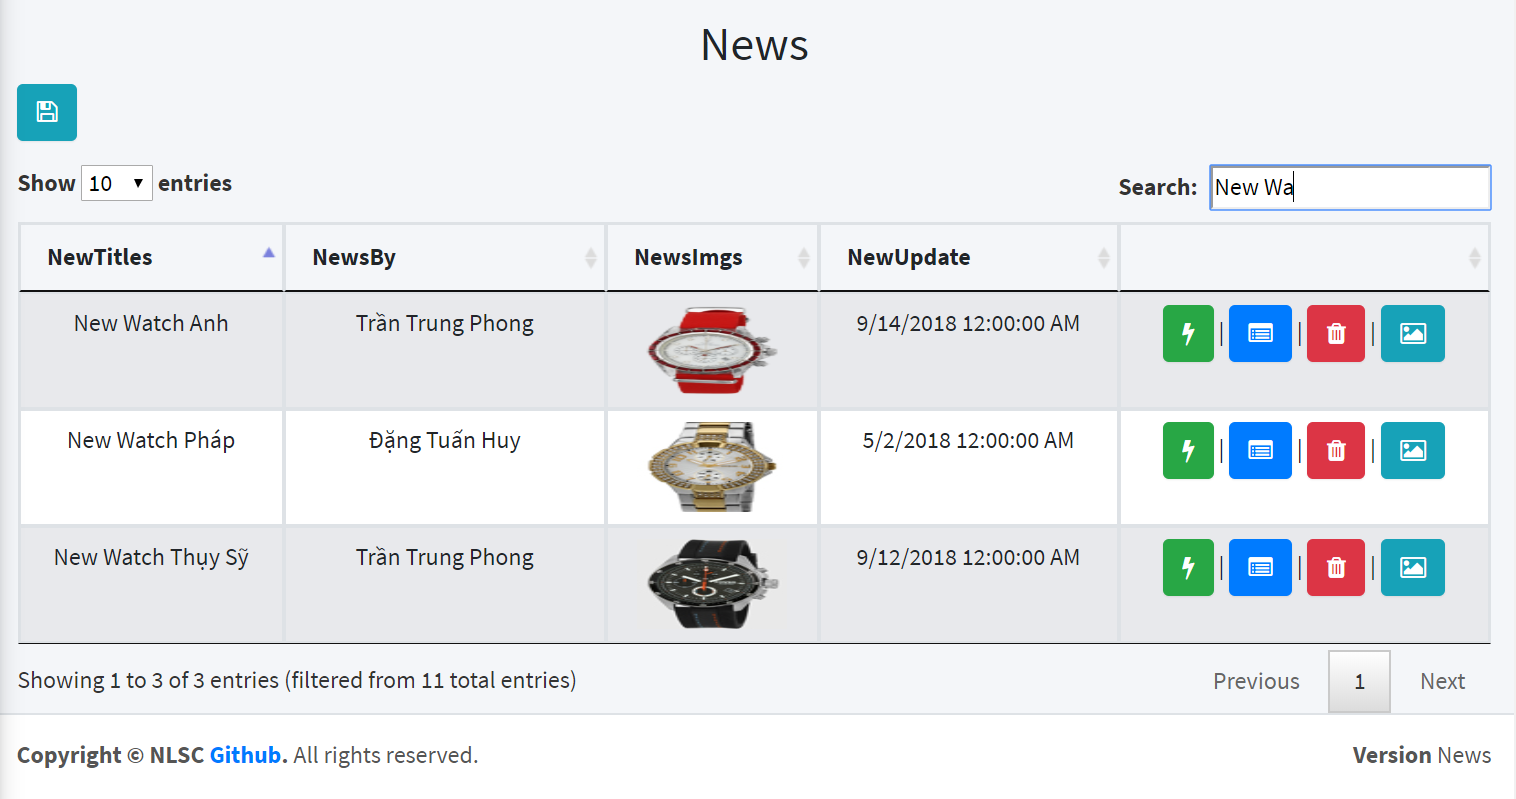 News
Show 10 entries
Search: New Wa
NewTitles NewsBy NewsImgs NewUpdate
New Watch Anh Trần Trung Phong 9/14/2018 12:00:00 AM | | |
New Watch Pháp Đặng Tuấn Huy 5/2/2018 12:00:00 AM | | |
New Watch Thụy Sỹ Trần Trung Phong 9/12/2018 12:00:00 AM | | |
Showing 1 to 3 of 3 entries (filtered from 11 total entries)
Previous 1 Next
Copyright © NLSC Github. All rights reserved.
Version News